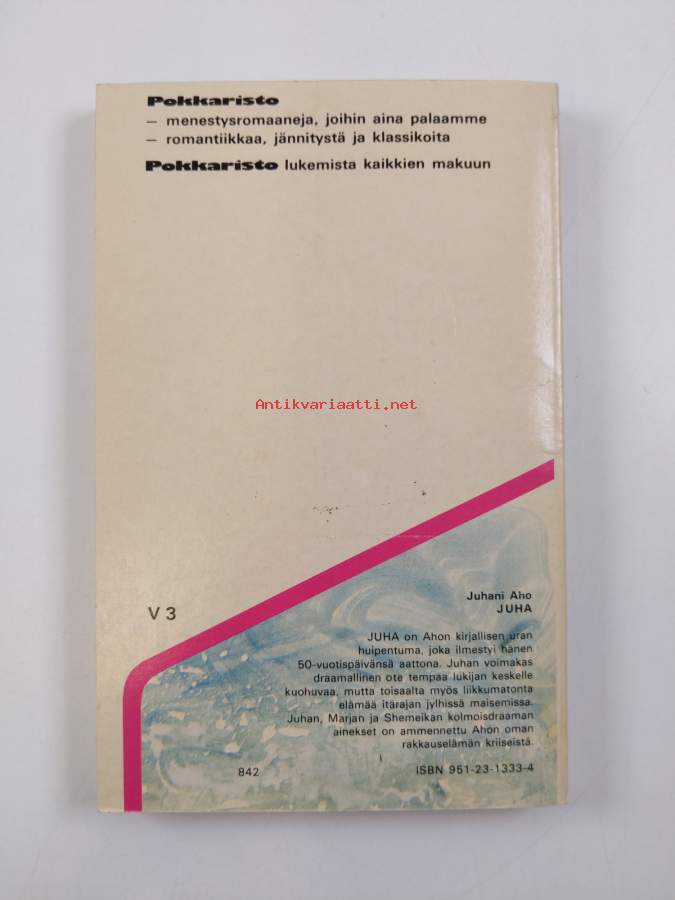 Pokkaristo
– menestysromaaneja, joihin aina palaamme
– romantiikkaa, jännitystä ja klassikoita
Pokkaristo lukemista kaikkien makuun
Antikvariaatti.net
V 3
Juhani Aho
JUHA
JUHA on Ahon kirjallisen uran
huipentuma, joka ilmestyi hänen
50-vuotispäivänsä aattona. Juhan voimakas
draamallinen ote tempaa lukijan keskelle
kuohuvaa, mutta toisaalta myös liikkumatonta
elämää itärajan jylhissä maisemissa.
Juhan, Marjan ja Shemeikan kolmoisdraaman
ainekset on ammennettu Ahon oman
rakkauselämän kriiseistä.
842
ISBN 951-23-1333-4